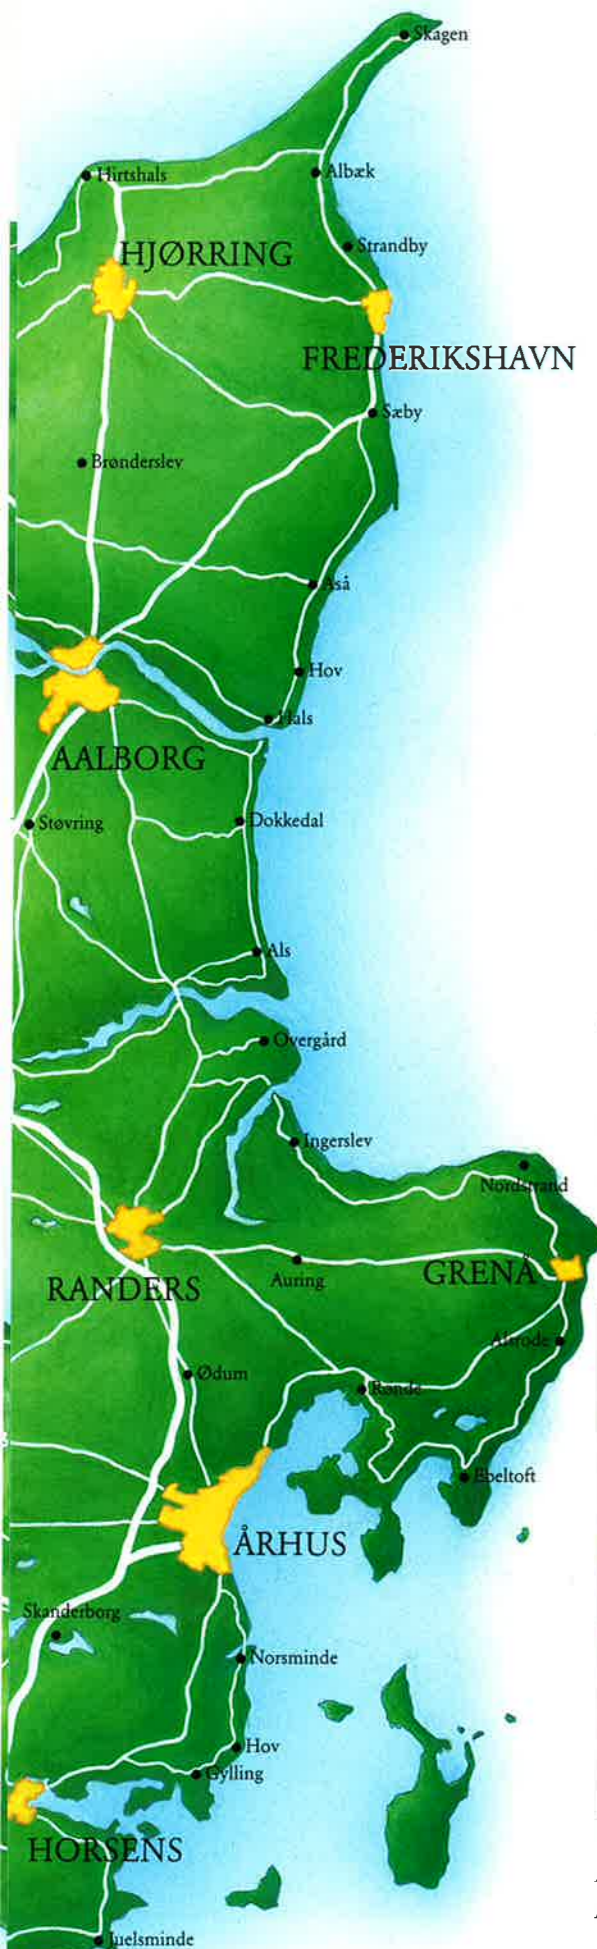 Skagen
Hirtshals
Albæk
Strandby
HJØRRING
FREDERIKSHAVN
Sæby
Brønderslev
Aså
Hov
Hals
AALBORG
Støvring
Dokkedal
Als
Overgård
Ingerslev
Nordstrand
Auring
GRENÅ
RANDERS
Alsrode
Ødum
Rønde
Ebeltoft
ÅRHUS
Skanderborg
Norsminde
Hov
Gylling
HORSENS
Juelsminde